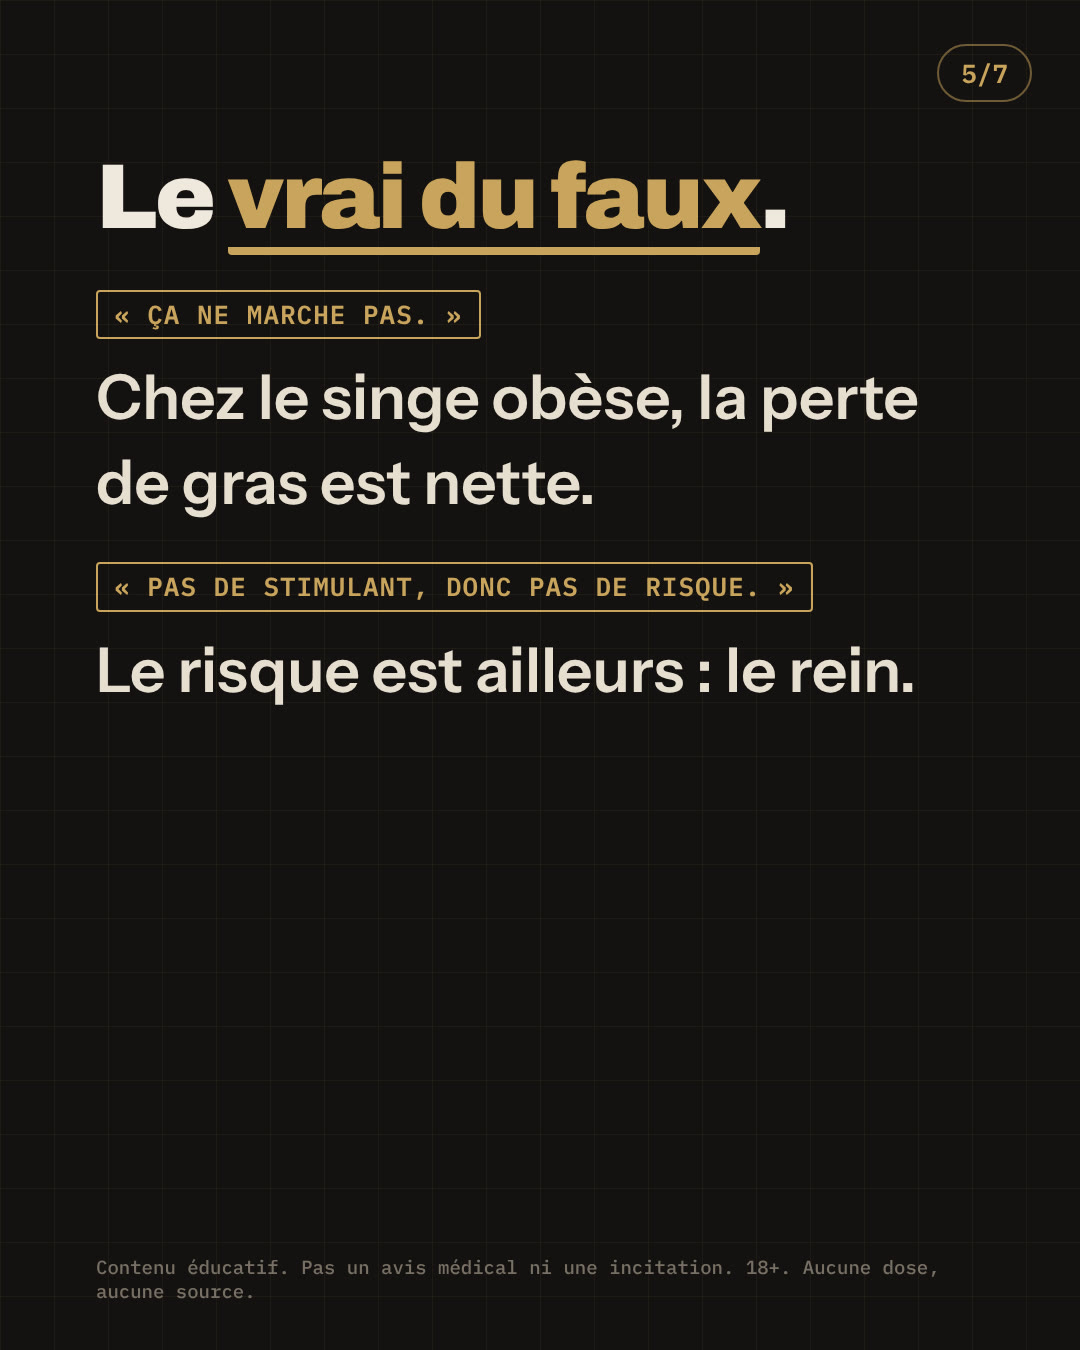 5/7
Le vrai du faux.
« ÇA NE MARCHE PAS. »
Chez le singe obèse, la perte
de gras est nette.
« PAS DE STIMULANT, DONC PAS DE RISQUE. »
Le risque est ailleurs : le rein.
Contenu éducatif. Pas un avis médical ni une incitation. 18+. Aucune dose,
aucune source.